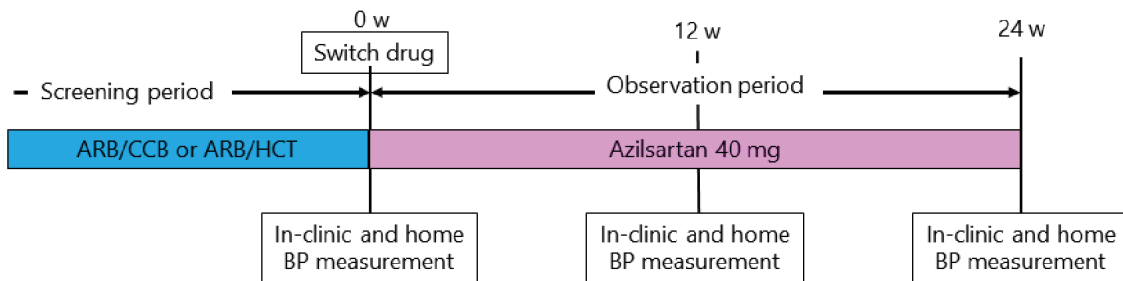 0 w
12 w
24 w
Switch drug
Screening period
Observation period
ARB/CCB or ARB/HCT
Azilsartan 40 mg
In-clinic and home
BP measurement
In-clinic and home
BP measurement
In-clinic and home
BP measurement